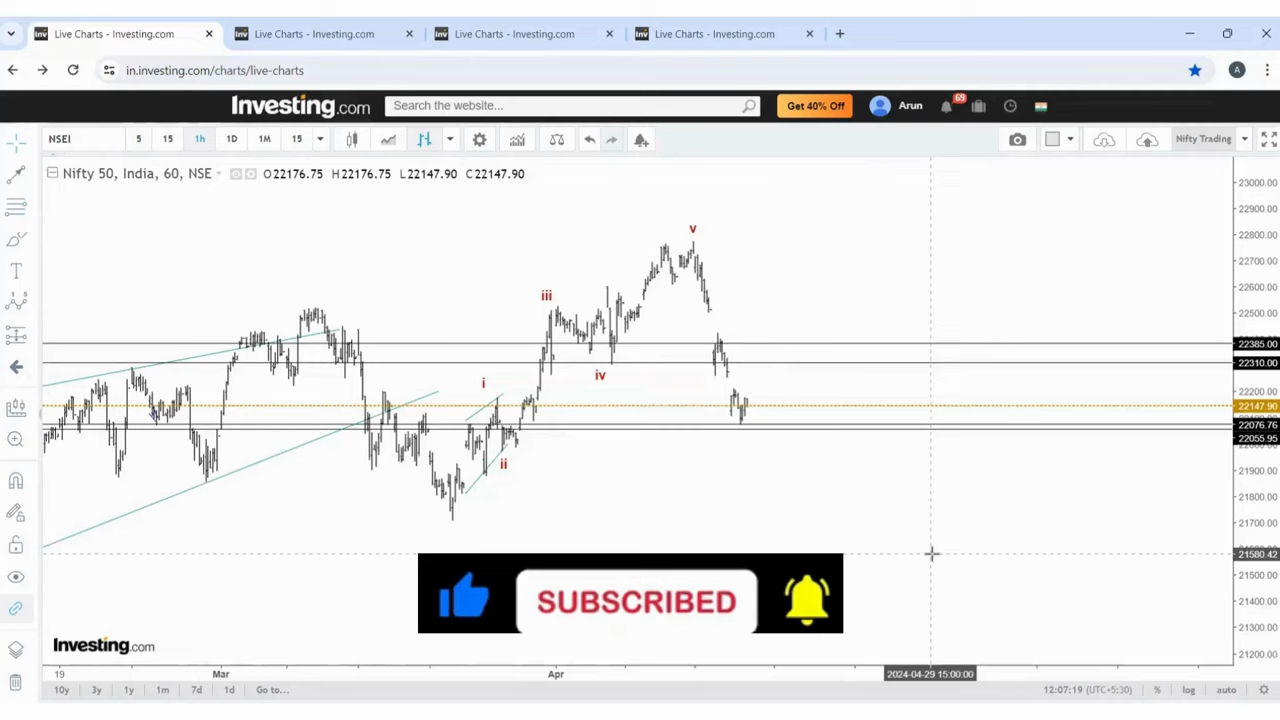 Live Charts - Investing.com
Live Charts - Investing.com
Live Charts - Investing.com
Live Charts - Investing.com
in.investing.com/charts/live-charts
A
Investing.com
Search the website...
Get 40% Off
Arun
69
NSEI
5
15
1h
1D
1M
15
Nifty Trading
Nifty 50, India, 60, NSE
O22176.75 H22176.75 L22147.90 C22147.90
23000.00
22900.00
22800.00
22700.00
22600.00
22500.00
22400.00
22385.00
22310.00
22200.00
22147.90
22076.76
22055.95
21900.00
21800.00
21700.00
21580.42
21500.00
21400.00
21300.00
21200.00
i
ii
iii
iv
v
SUBSCRIBED
Investing.com
19
Mar
Apr
2024-04-29 15:00:00
10y
3y
1y
1m
7d
1d
Go to...
12:07:19 (UTC+5:30)
%
log
auto